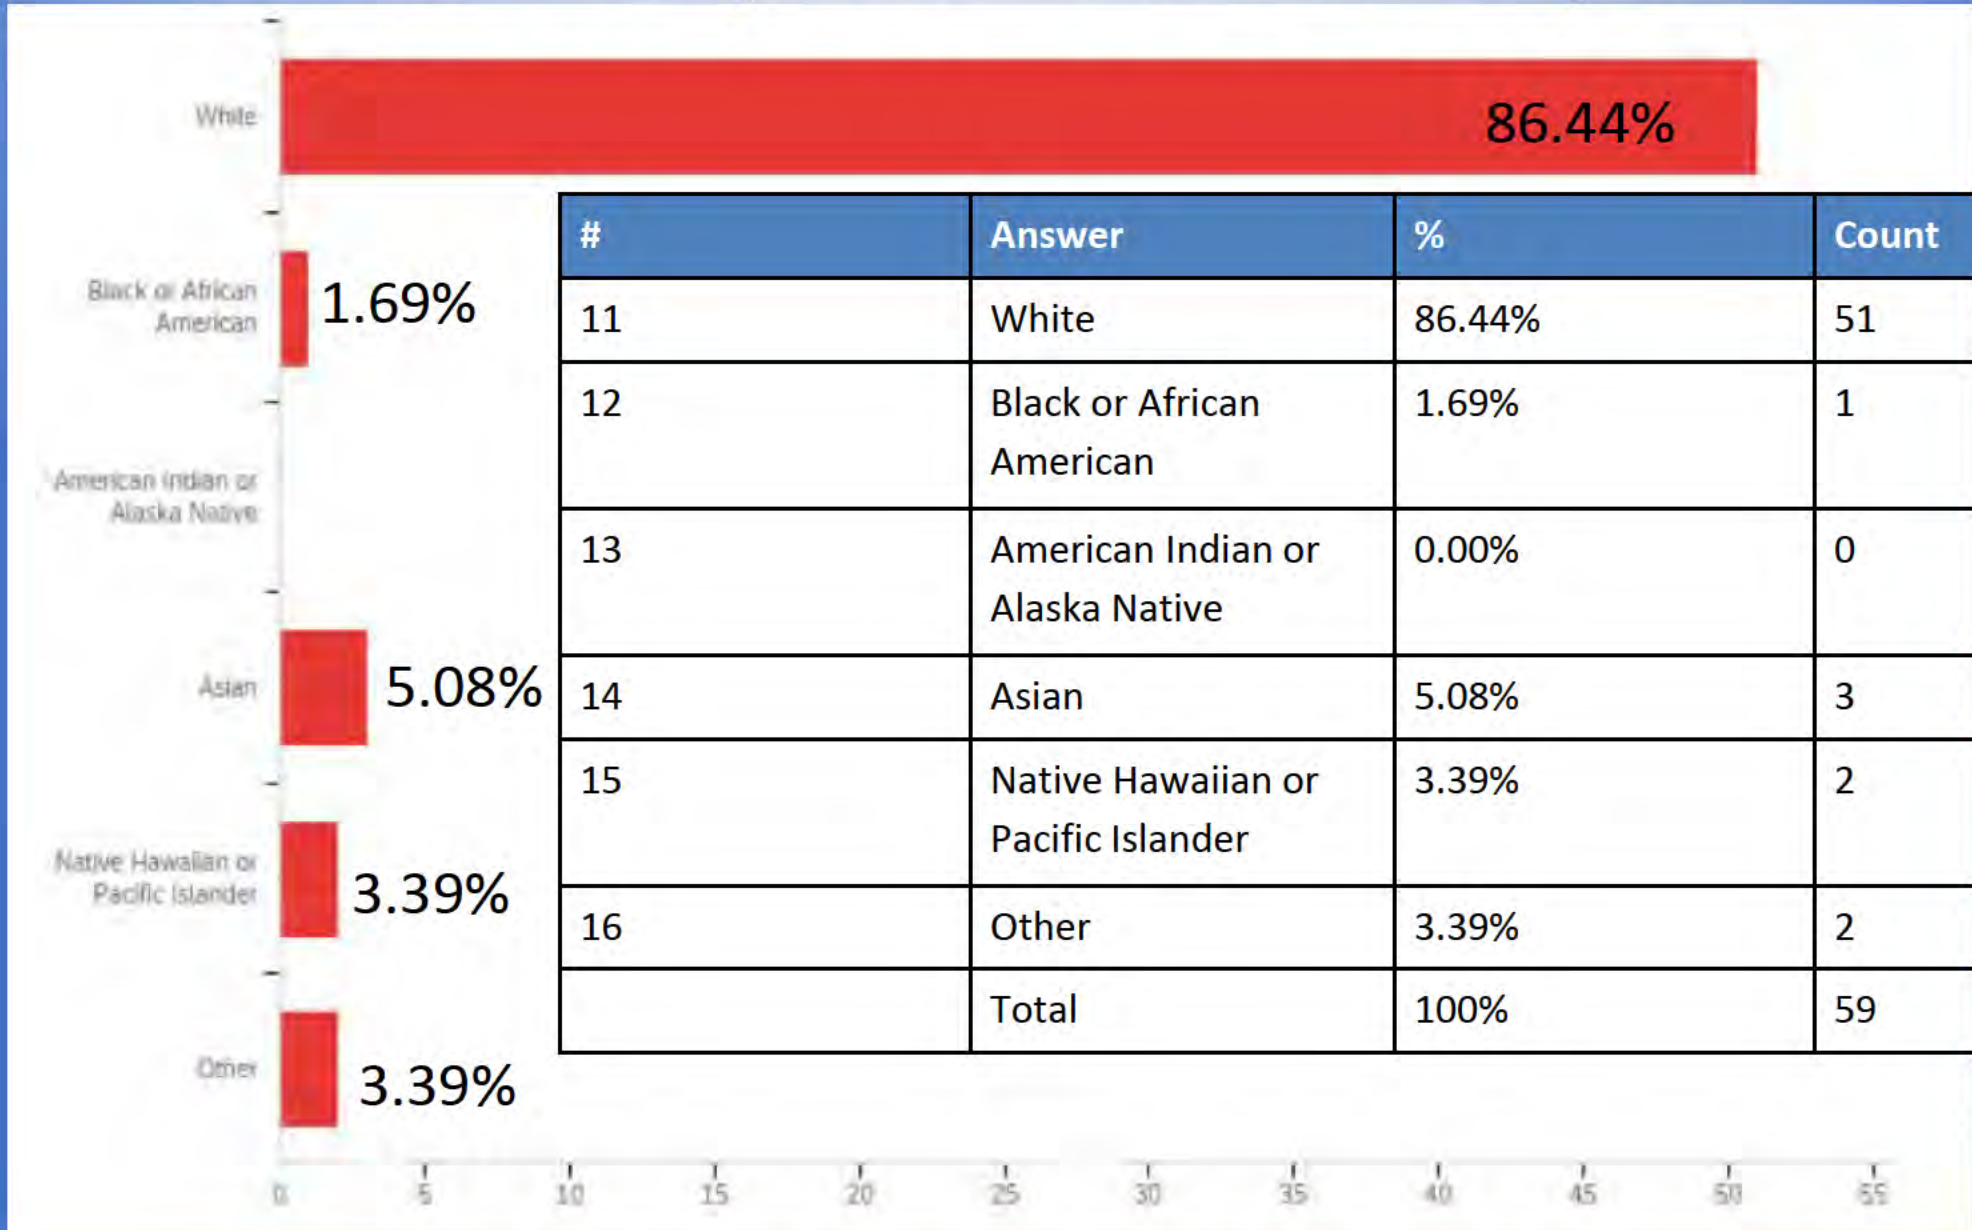 White
86.44%
Black or African
American
1.69%
American Indian or
Alaska Native
Asian
5.08%
Native Hawaiian or
Pacific Islander
3.39%
Other
3.39%
0 5 10 15 20 25 30 35 40 45 50 55
# Answer % Count
11 White 86.44% 51
12 Black or African 1.69% 1
American
13 American Indian or 0.00% 0
Alaska Native
14 Asian 5.08% 3
15 Native Hawaiian or 3.39% 2
Pacific Islander
16 Other 3.39% 2
Total 100% 59